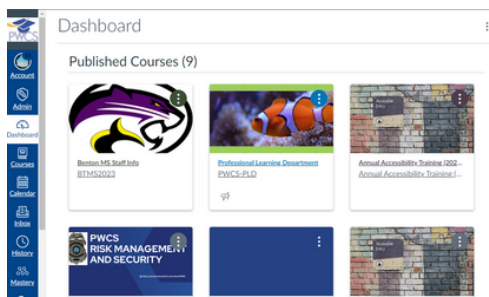 PWCS
Dashboard
Published Courses (9)
Account
Admin
Dashboard
Courses
Calendar
Inbox
History
Mastery
Benton MS Staff Info
BTMS2023
Professional Learning Department
PWCS-PLD
Annual Accessibility Training (202...
Annual Accessibility Training (...
PWCS
RISK MANAGEMENT
AND SECURITY